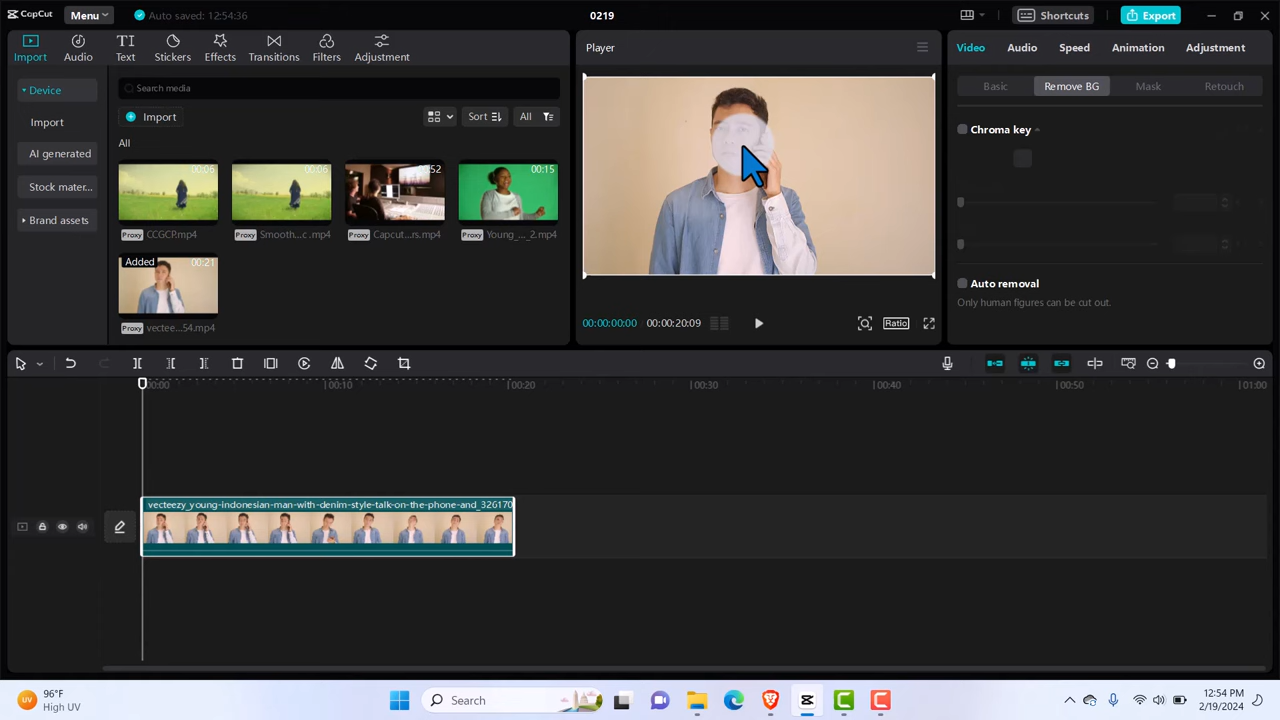 CapCut
Menu
Auto saved: 12:54:36
0219
Shortcuts
Export
Import
Audio
Text
Stickers
Effects
Transitions
Filters
Adjustment
Device
Import
AI generated
Stock mater...
Brand assets
Search media
Import
Sort
All
All
00:06
00:06
00:52
00:15
Proxy CCGCP.mp4
Proxy Smooth...c .mp4
Proxy Capcut...rs.mp4
Proxy Young_..._2.mp4
Added
00:21
Proxy vectee...54.mp4
Player
00:00:00:00
00:00:20:09
Ratio
Video
Audio
Speed
Animation
Adjustment
Basic
Remove BG
Mask
Retouch
Chroma key
Auto removal
Only human figures can be cut out.
00:00
00:10
00:20
00:30
00:40
00:50
01:00
vecteezy_young-indonesian-man-with-denim-style-talk-on-the-phone-and_326170
96°F
High UV
Search
12:54 PM
2/19/2024